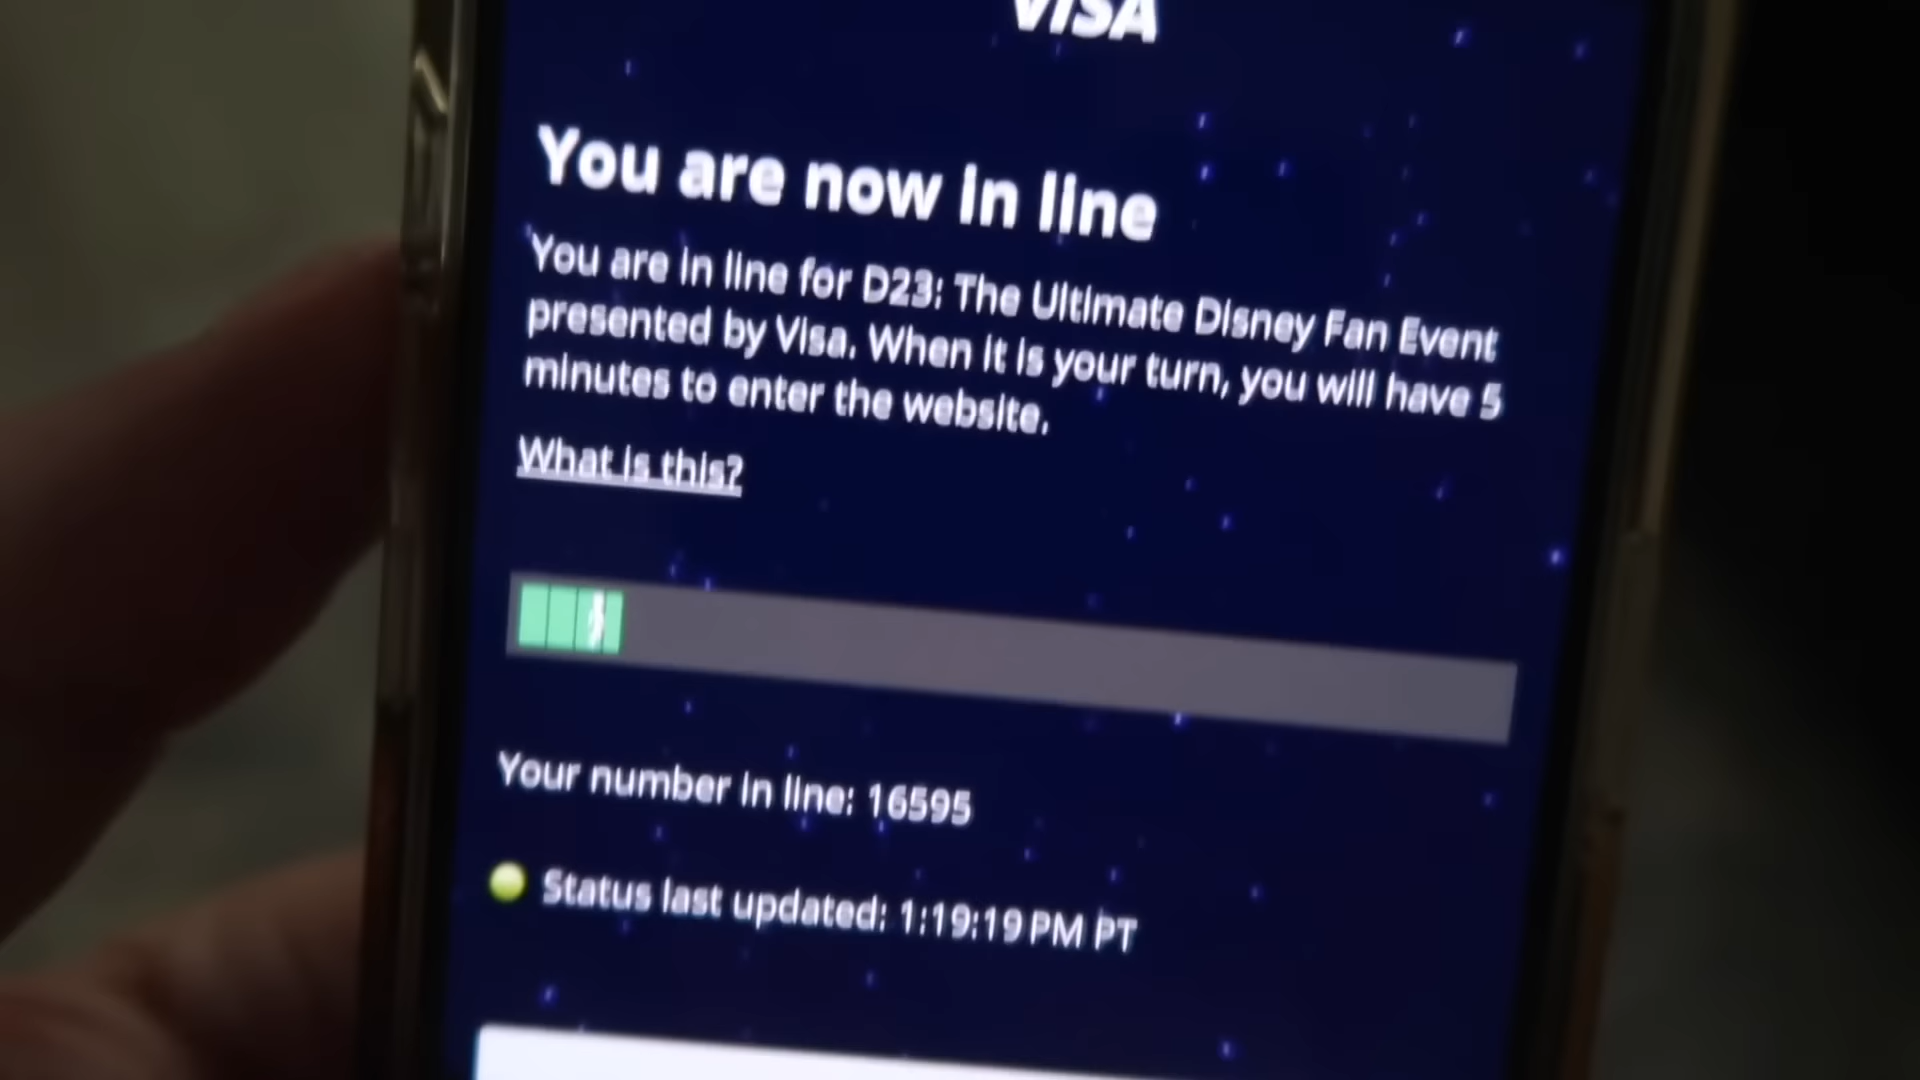 VISA
You are now in line
You are in line for D23: The Ultimate Disney Fan Event
presented by Visa. When it is your turn, you will have 5
minutes to enter the website.
What is this?
Your number in line: 16595
Status last updated: 1:19:19 PM PT